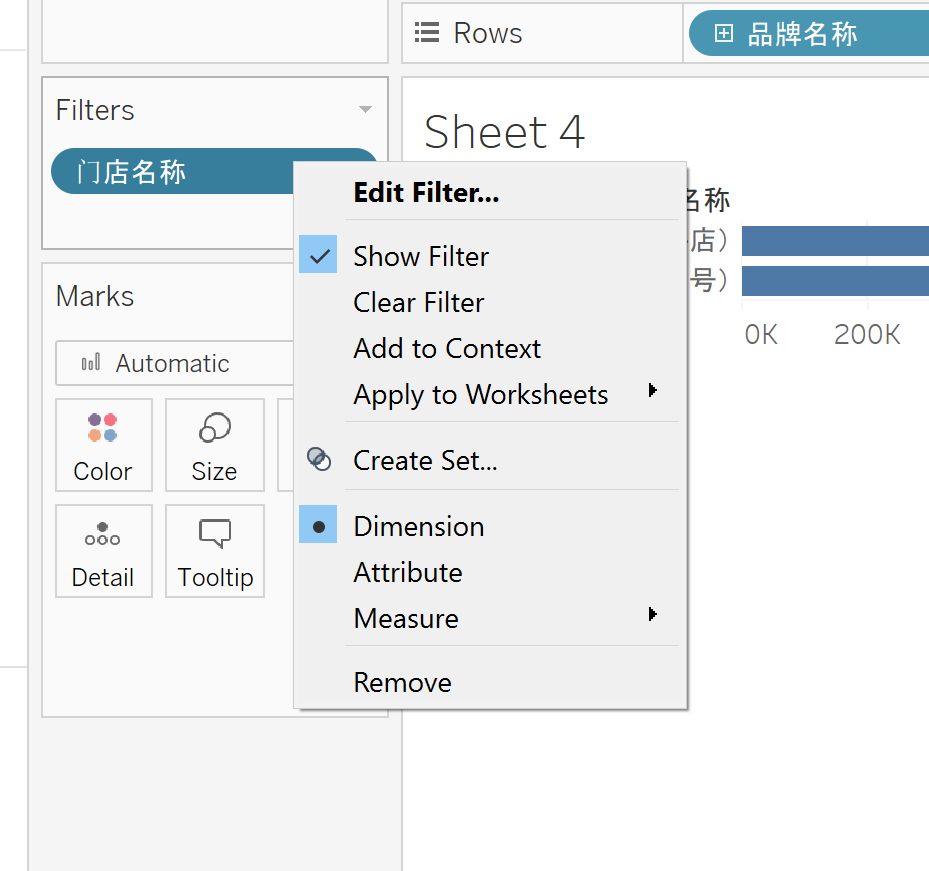 Rows
品牌名称
Filters
门店名称
Sheet 4
Edit Filter...
名称
Show Filter
店）
Clear Filter
号）
Add to Context
0K 200K
Apply to Worksheets
Marks
Automatic
Color
Size
Create Set...
Dimension
Detail
Tooltip
Attribute
Measure
Remove